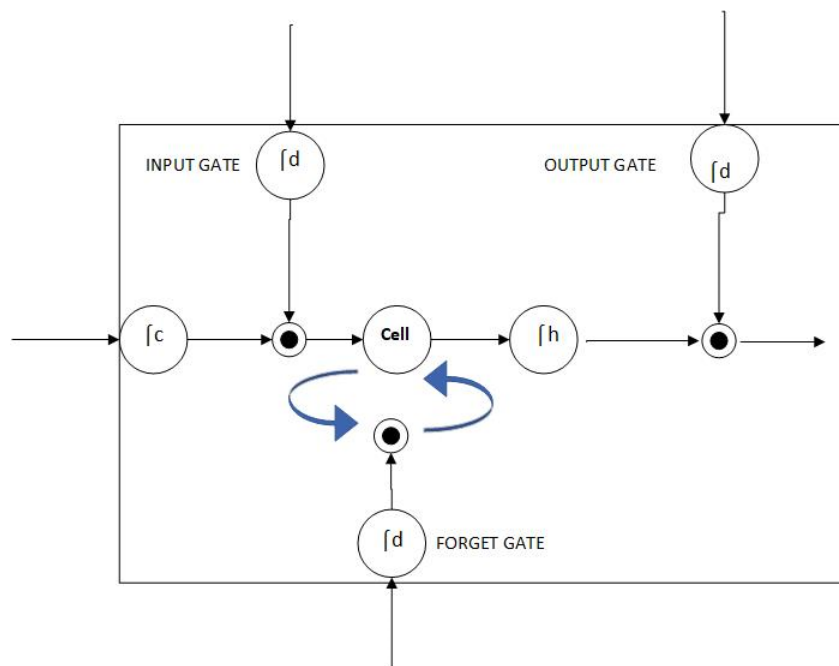 ⌠d
INPUT GATE
OUTPUT GATE
⌠d
⌠c
Cell
⌠h
⌠d
FORGET GATE